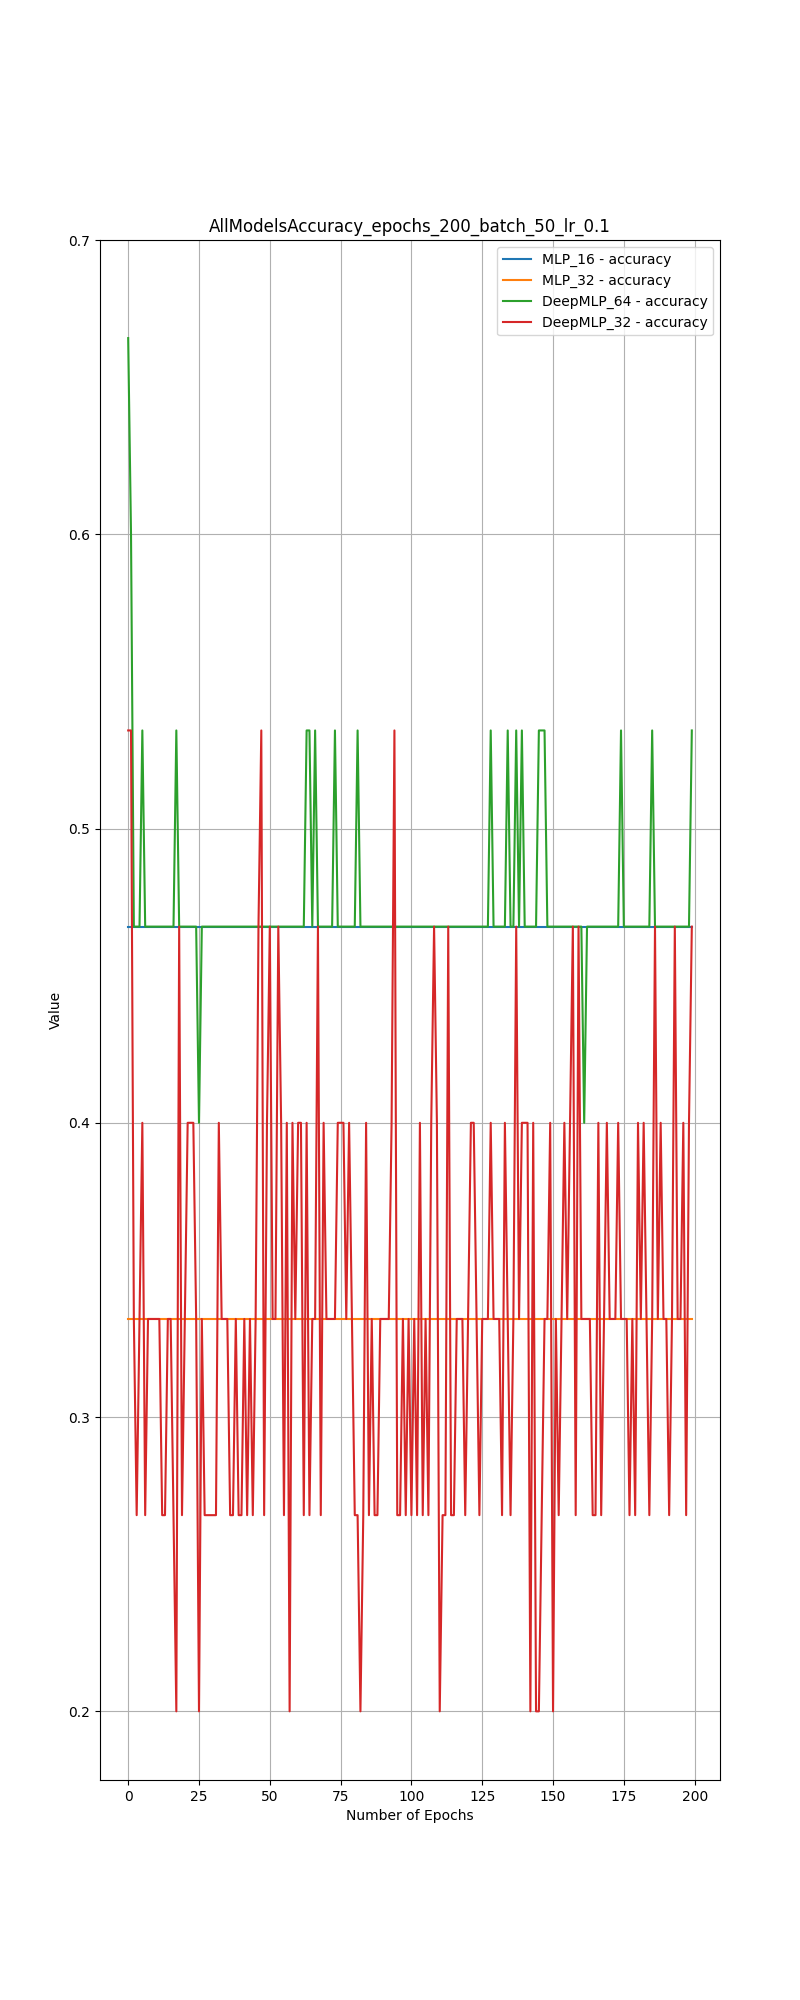 AllModelsAccuracy_epochs_200_batch_50_lr_0.1
0.7
MLP_16 - accuracy
MLP_32 - accuracy
DeepMLP_64 - accuracy
DeepMLP_32 - accuracy
0.6
0.5
Value
0.4
0.3
0.2
0 25 50 75 100 125 150 175 200
Number of Epochs